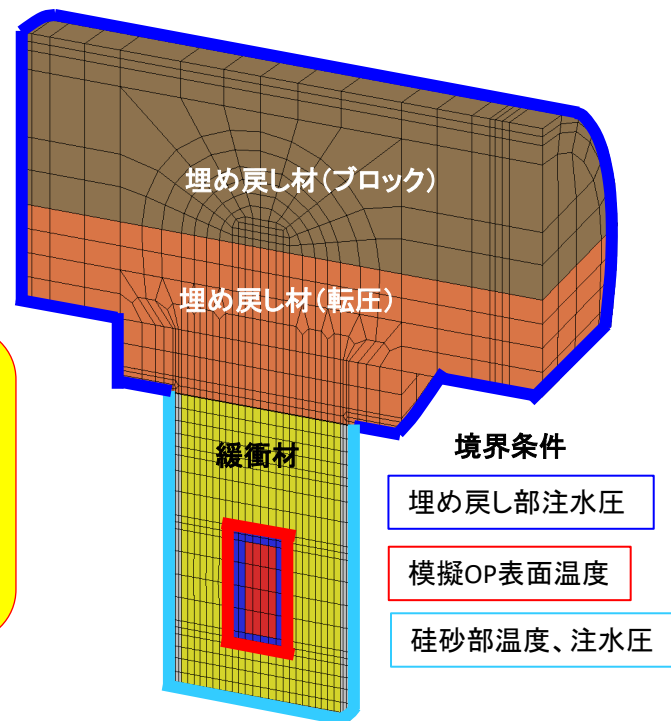 埋め戻し材(ブロック)
埋め戻し材(転圧)
緩衝材
境界条件
埋め戻し部注水圧
模擬OP表面温度
硅砂部温度、注水圧